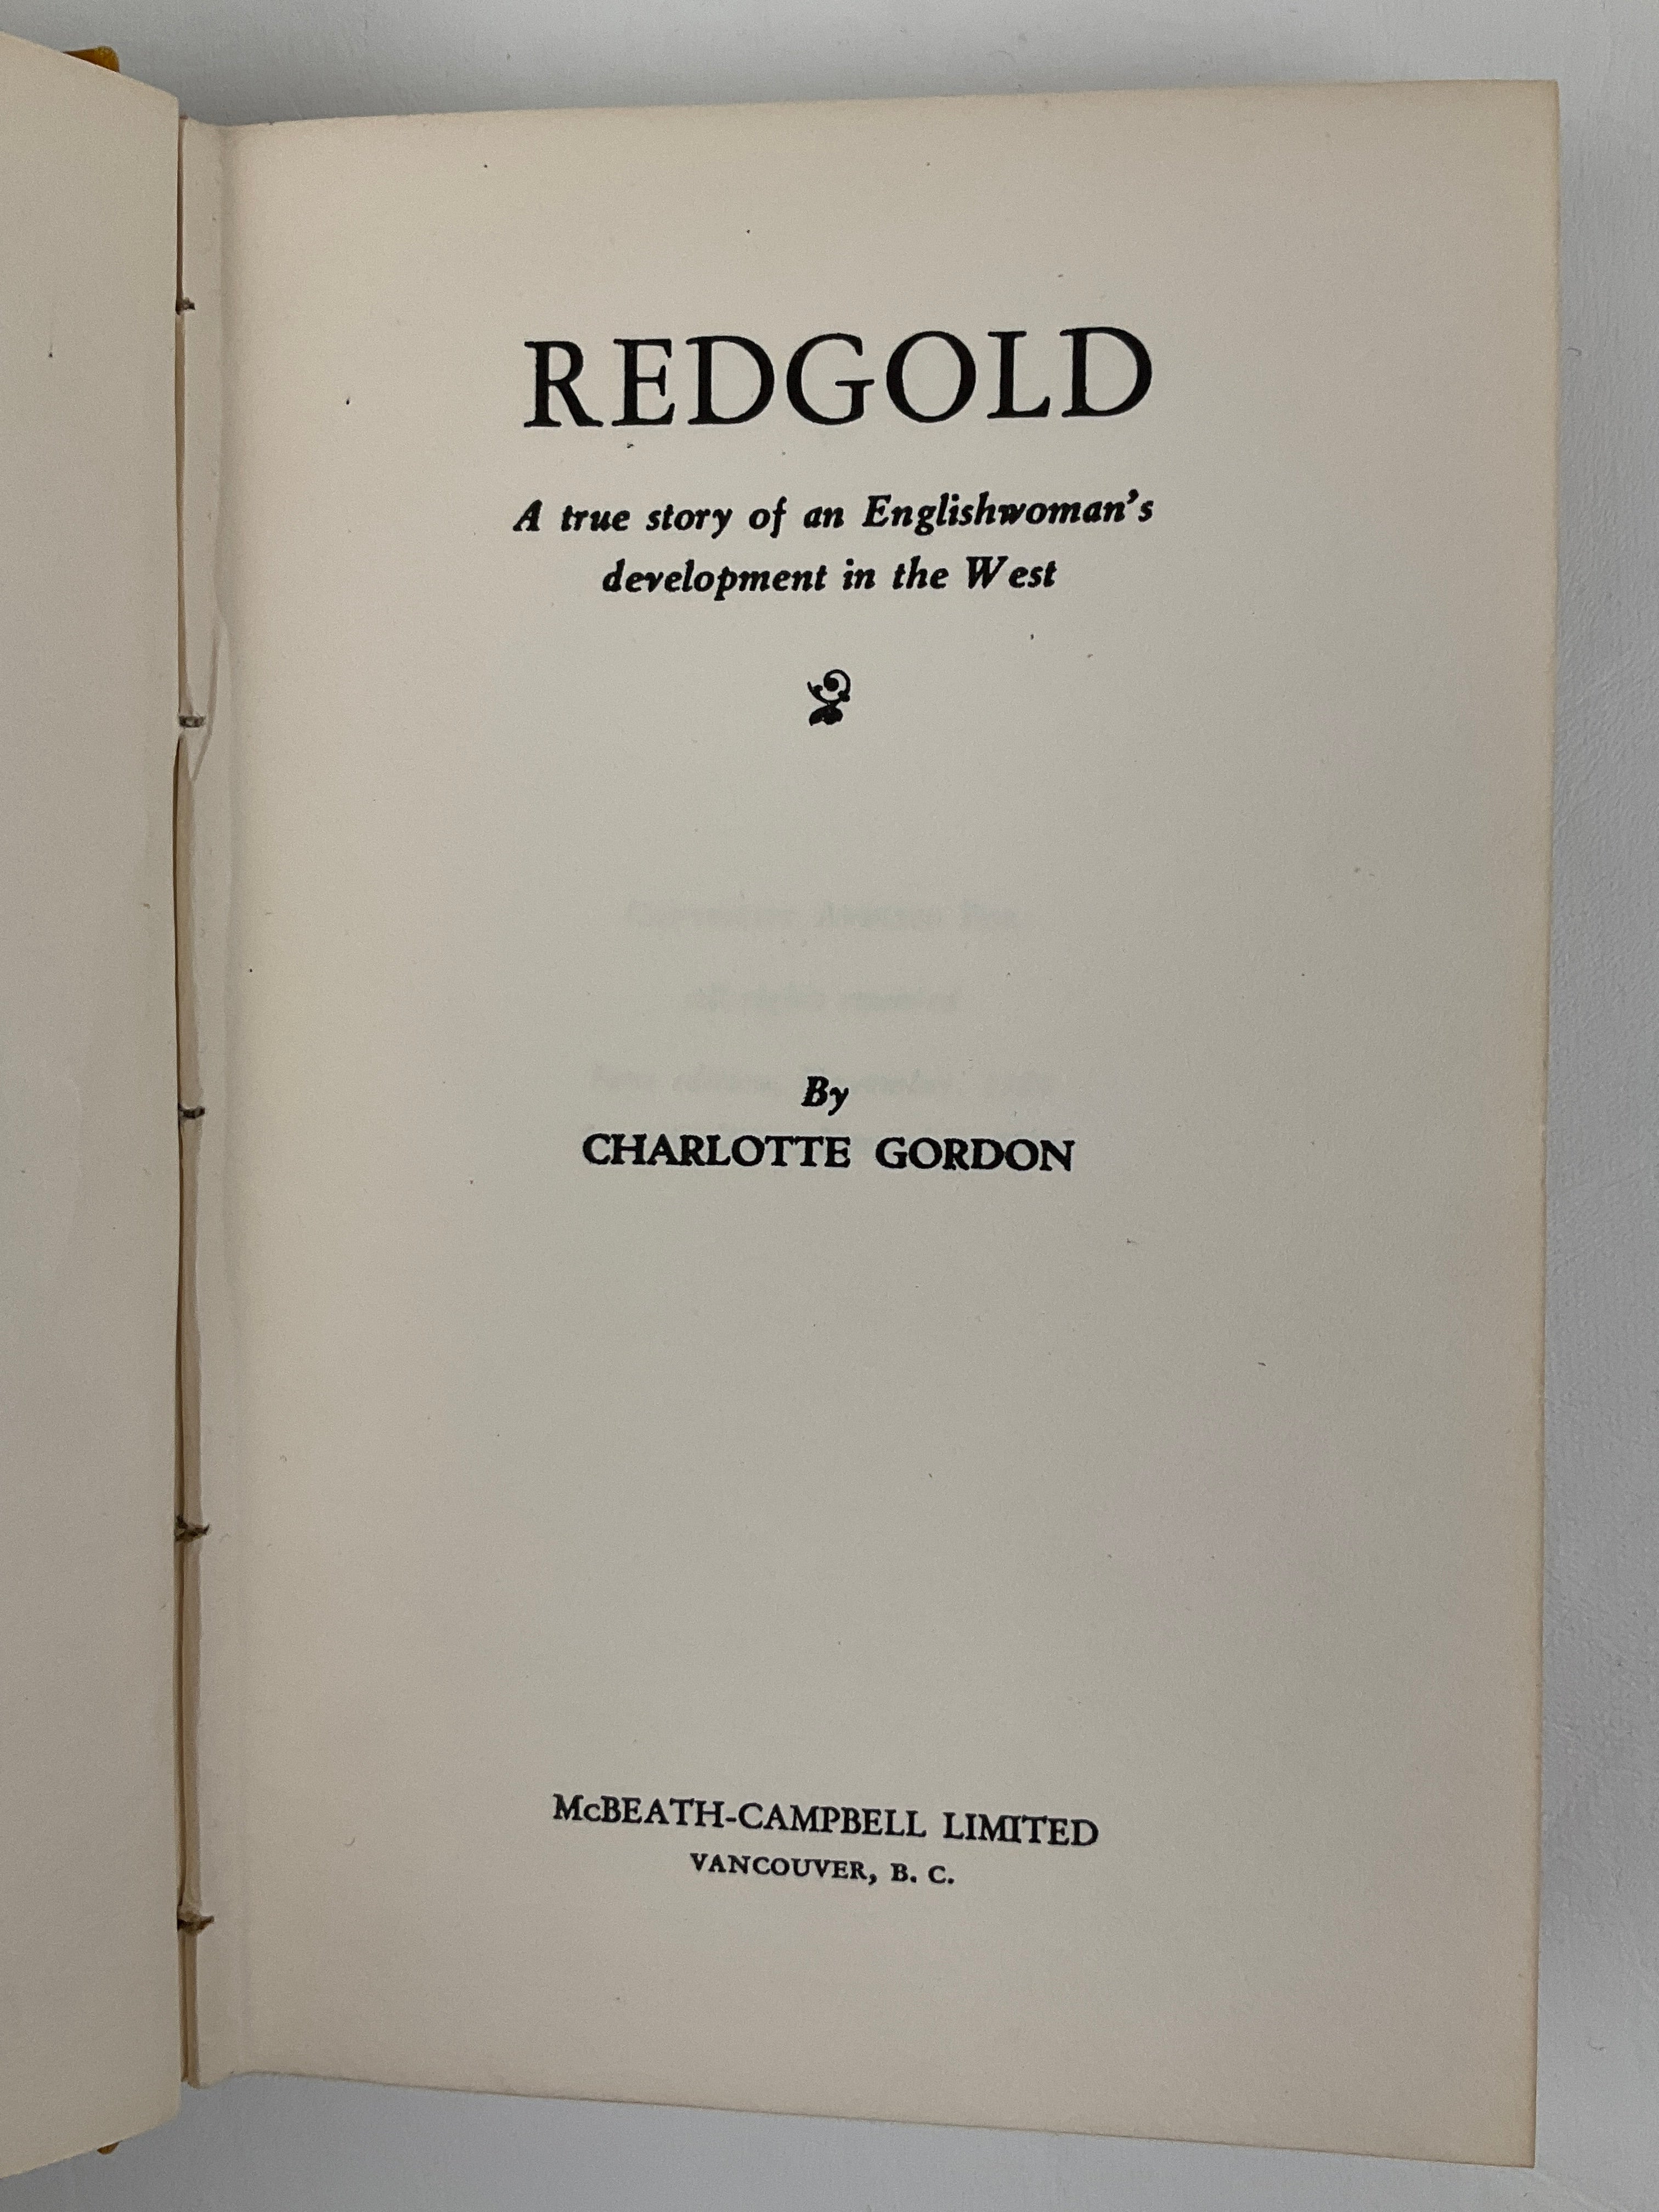 REDGOLD
A true story of an Englishwoman's
development in the West
By
CHARLOTTE GORDON
McBEATH-CAMPBELL LIMITED
VANCOUVER, B. C.